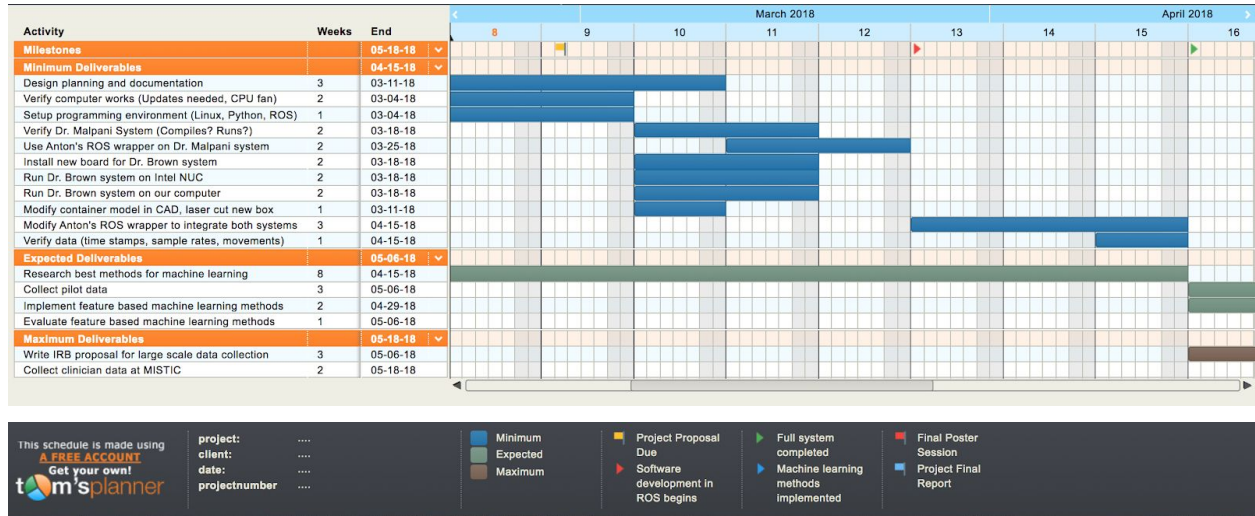 March 2018 April 2018
Activity Weeks End 8 9 10 11 12 13 14 15 16
Milestones 05-18-18
Minimum Deliverables 04-15-18
Design planning and documentation 3 03-11-18
Verify computer works (Updates needed, CPU fan) 2 03-04-18
Setup programming environment (Linux, Python, ROS) 1 03-04-18
Verify Dr. Malpani System (Compiles? Runs?) 2 03-18-18
Use Anton's ROS wrapper on Dr. Malpani system 2 03-25-18
Install new board for Dr. Brown system 2 03-18-18
Run Dr. Brown system on Intel NUC 2 03-18-18
Run Dr. Brown system on our computer 2 03-18-18
Modify container model in CAD, laser cut new box 1 03-11-18
Modify Anton's ROS wrapper to integrate both systems 3 04-15-18
Verify data (time stamps, sample rates, movements) 1 04-15-18
Expected Deliverables 05-06-18
Research best methods for machine learning 8 04-15-18
Collect pilot data 3 05-06-18
Implement feature based machine learning methods 2 04-29-18
Evaluate feature based machine learning methods 1 05-06-18
Maximum Deliverables 05-18-18
Write IRB proposal for large scale data collection 3 05-06-18
Collect clinician data at MISTIC 2 05-18-18
This schedule is made using
A FREE ACCOUNT
Get your own!
tom'splanner
project: ....
client: ....
date: ....
projectnumber ....
Minimum
Expected
Maximum
Project Proposal
Due
Software
development in
ROS begins
Full system
completed
Machine learning
methods
implemented
Final Poster
Session
Project Final
Report